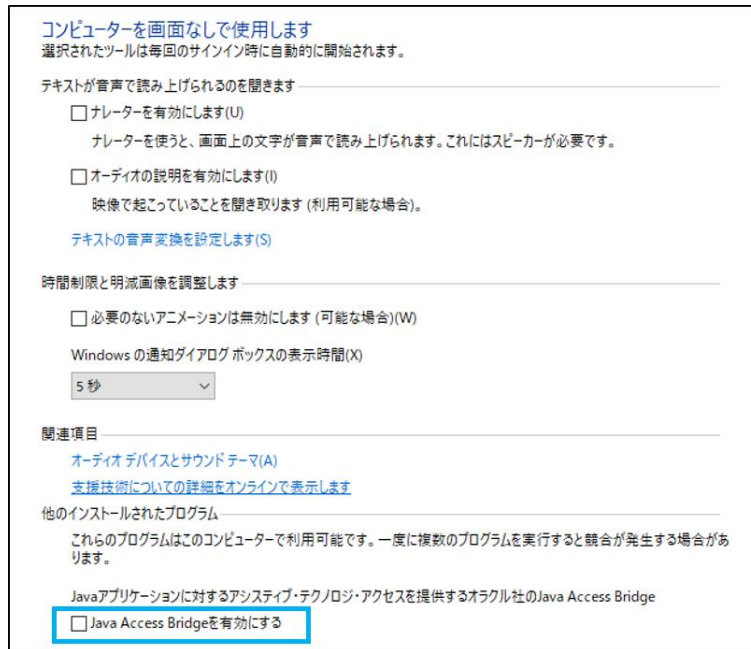 コンピューターを画面なしで使用します
選択されたツールは毎回のサインイン時に自動的に開始されます。
テキストが音声で読み上げられるのを聞きます
ナレーターを有効にします(U)
ナレーターを使うと、画面上の文字が音声で読み上げられます。これにはスピーカーが必要です。
オーディオの説明を有効にします(I)
映像で起こっていることを聞き取ります (利用可能な場合)。
テキストの音声変換を設定します(S)
時間制限と明滅画像を調整します
必要のないアニメーションは無効にします (可能な場合)(W)
Windows の通知ダイアログ ボックスの表示時間(X)
5 秒
関連項目
オーディオ デバイスとサウンド テーマ(A)
支援技術についての詳細をオンラインで表示します
他のインストールされたプログラム
これらのプログラムはこのコンピューターで利用可能です。一度に複数のプログラムを実行すると競合が発生する場合があ
ります。
Javaアプリケーションに対するアシスティブ・テクノロジ・アクセスを提供するオラクル社のJava Access Bridge
Java Access Bridgeを有効にする